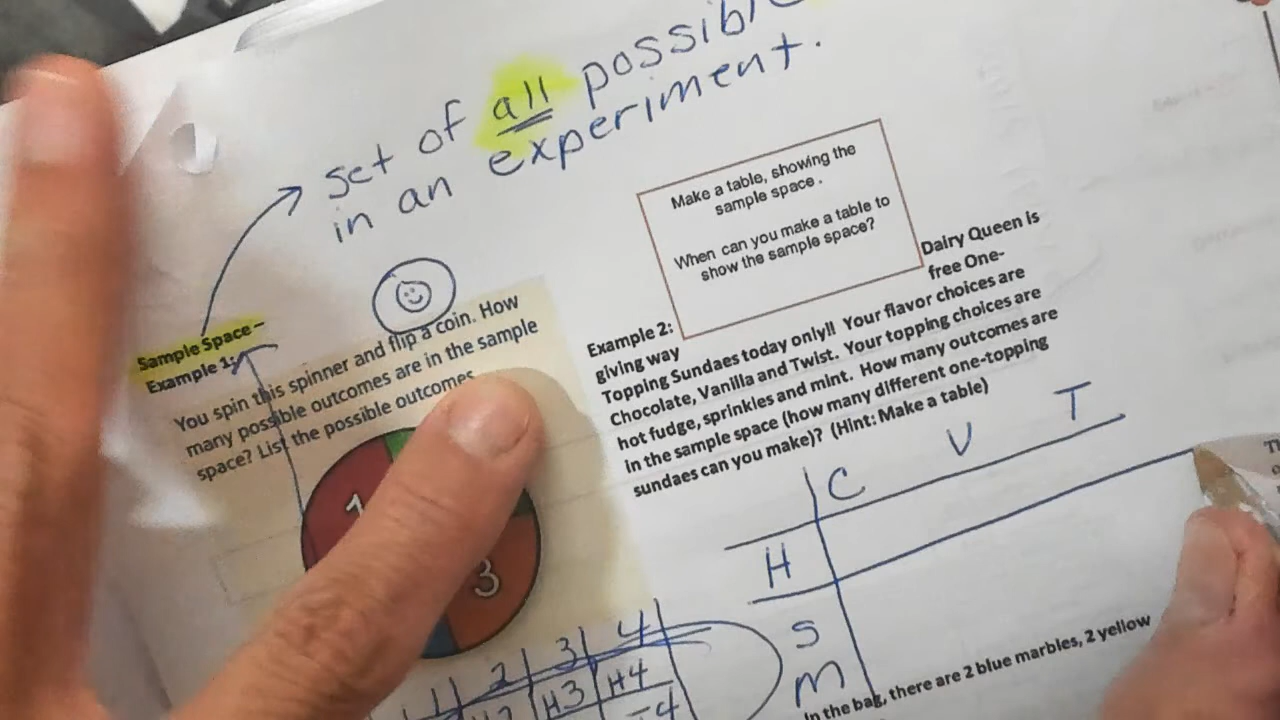 set of all possible
in an experiment.
Make a table, showing the
sample space .
When can you make a table to
show the sample space?
Sample Space –
Example 1:
You spin this spinner and flip a coin. How
many possible outcomes are in the sample
space? List the possible outcomes
1
3
1 2 3 4
H3 H4
Example 2:
Dairy Queen is
giving way
free One-
Topping Sundaes today only!! Your flavor choices are
Chocolate, Vanilla and Twist. Your topping choices are
hot fudge, sprinkles and mint. How many outcomes are
in the sample space (how many different one-topping
sundaes can you make)? (Hint: Make a table)
C V T
H
S
M
In the bag, there are 2 blue marbles, 2 yellow